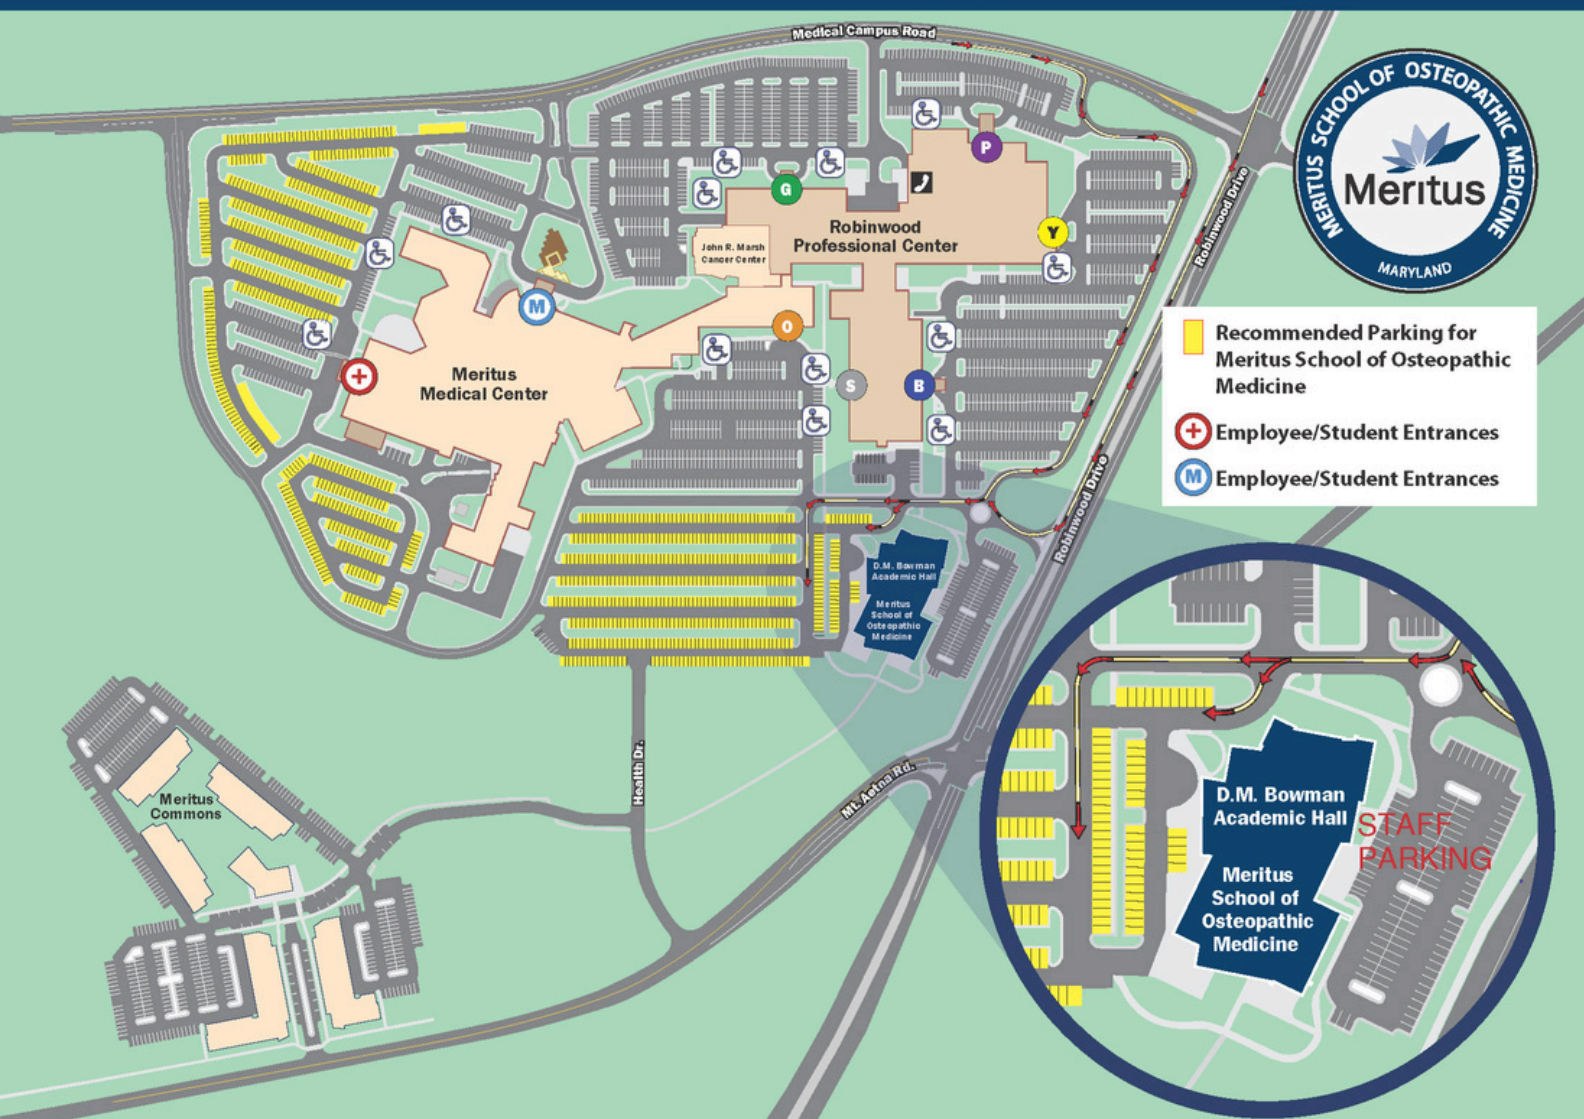 Medical Campus Road
MERITUS SCHOOL OF OSTEOPATHIC MEDICINE
Meritus
MARYLAND
P
G
Robinwood
Professional Center
Y
John R. Marsh
Cancer Center
Robinwood Drive
M
O
Meritus
Medical Center
S
B
Recommended Parking for
Meritus School of Osteopathic
Medicine
Employee/Student Entrances
M
Employee/Student Entrances
Robinwood Drive
D.M. Bowman
Academic Hall
Meritus
School of
Osteopathic
Medicine
Health Dr.
Mt. Aetna Rd.
Meritus
Commons
D.M. Bowman
Academic Hall
STAFF
PARKING
Meritus
School of
Osteopathic
Medicine